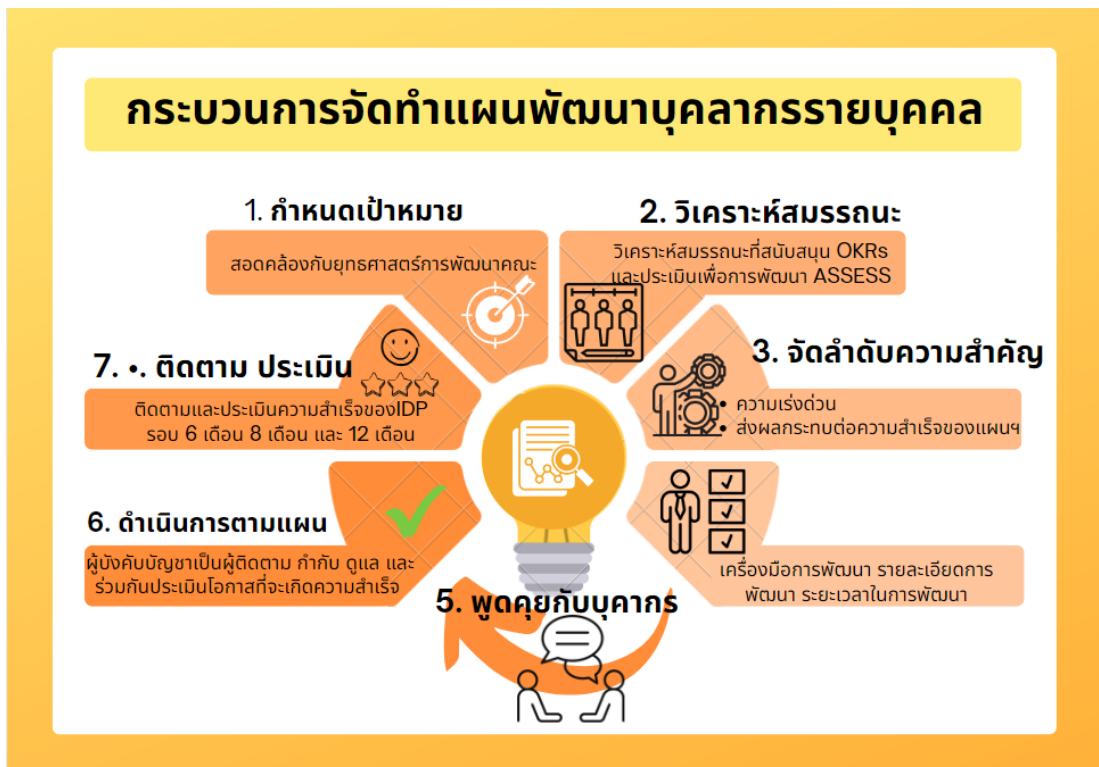 กระบวนการจัดทำแผนพัฒนาบุคลากรรายบุคคล
1. กำหนดเป้าหมาย
สอดคล้องกับยุทธศาสตร์การพัฒนาคณะ
2. วิเคราะห์สมรรถนะ
วิเคราะห์สมรรถนะที่สนับสนุน OKRs
และประเมินเพื่อการพัฒนา ASSESS
3. จัดลำดับความสำคัญ
• ความเร่งด่วน
• ส่งผลกระทบต่อความสำเร็จของแผนฯ
เครื่องมือการพัฒนา รายละเอียดการ
พัฒนา ระยะเวลาในการพัฒนา
5. พูดคุยกับบุคากร
6. ดำเนินการตามแผน
ผู้บังคับบัญชาเป็นผู้ติดตาม กำกับ ดูแล และ
ร่วมกันประเมินโอกาสที่จะเกิดความสำเร็จ
7. •. ติดตาม ประเมิน
ติดตามและประเมินความสำเร็จของIDP
รอบ 6 เดือน 8 เดือน และ 12 เดือน